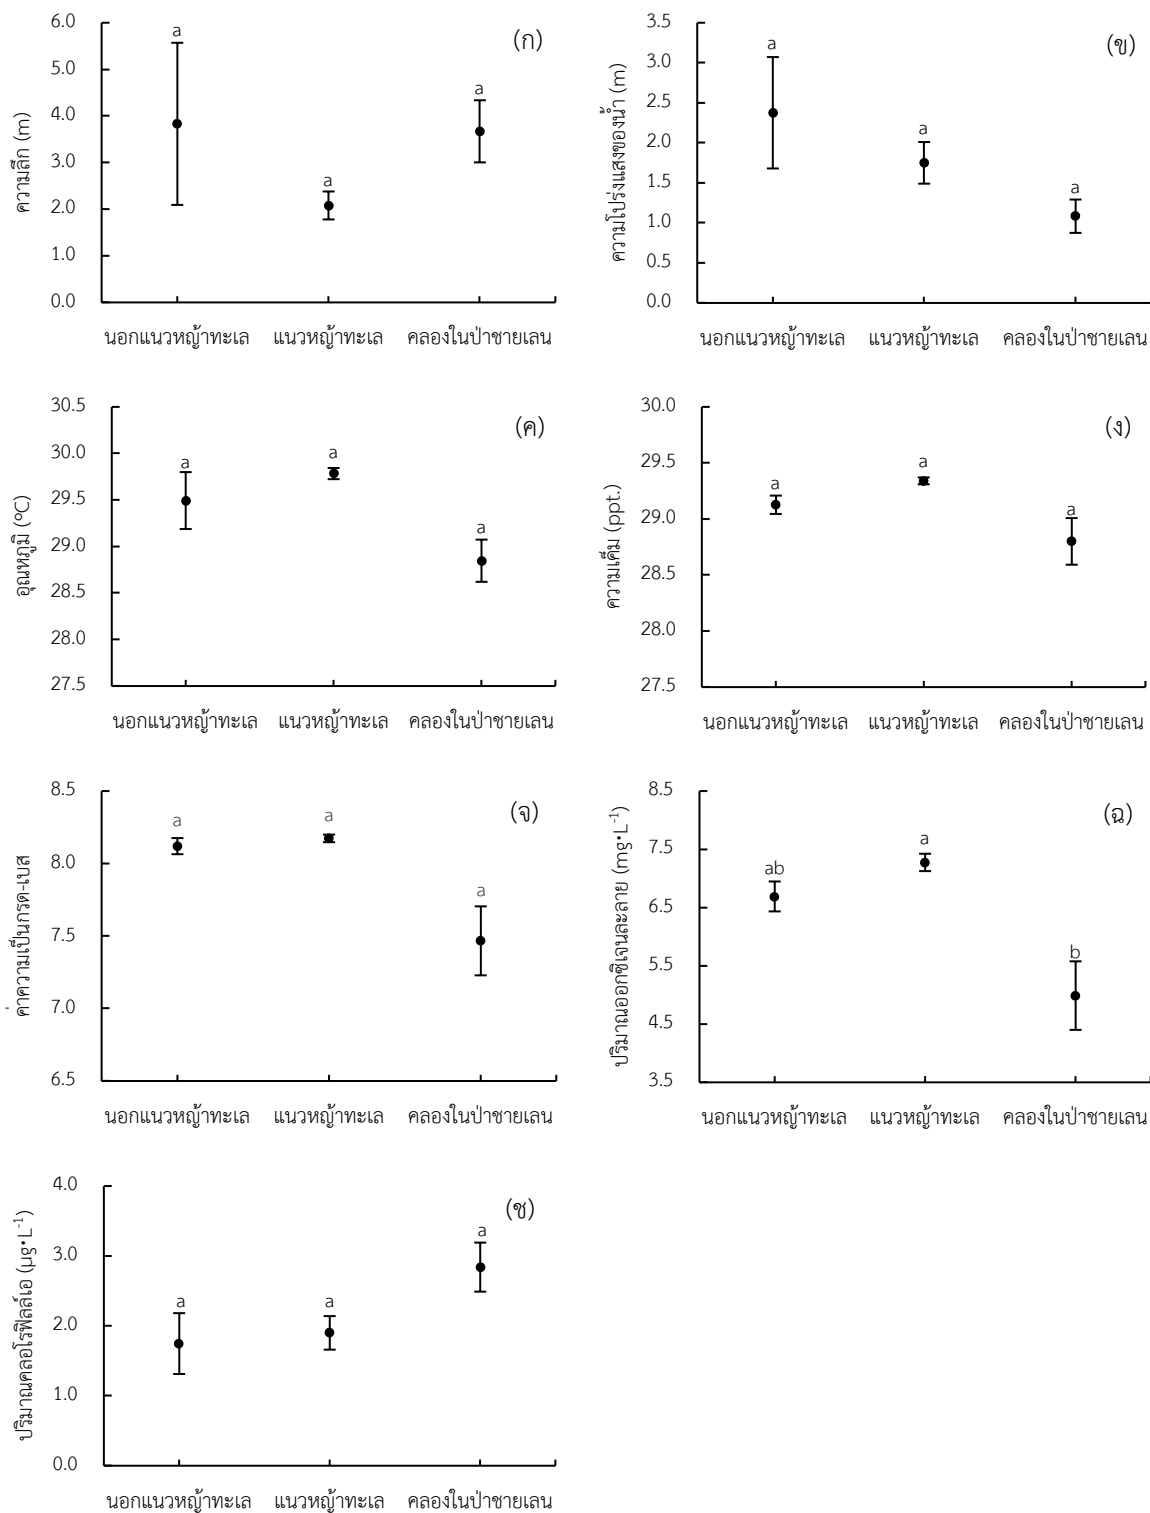 (ก)
ความลึก (m)
6.0
5.0
4.0
3.0
2.0
1.0
0.0
a
a
a
นอกแนวหญ้าทะเล แนวหญ้าทะเล คลองในป่าชายเลน
(ข)
ความโปร่งแสงของน้ำ (m)
3.5
3.0
2.5
2.0
1.5
1.0
0.5
0.0
a
a
a
นอกแนวหญ้าทะเล แนวหญ้าทะเล คลองในป่าชายเลน
(ค)
อุณหภูมิ (ºC)
30.5
30.0
29.5
29.0
28.5
28.0
27.5
a
a
a
นอกแนวหญ้าทะเล แนวหญ้าทะเล คลองในป่าชายเลน
(ง)
ความเค็ม (ppt.)
30.0
29.5
29.0
28.5
28.0
27.5
a
a
a
นอกแนวหญ้าทะเล แนวหญ้าทะเล คลองในป่าชายเลน
(จ)
ค่าความเป็นกรด-เบส
8.5
8.0
7.5
7.0
6.5
a
a
a
นอกแนวหญ้าทะเล แนวหญ้าทะเล คลองในป่าชายเลน
(ฉ)
ปริมาณออกซิเจนละลาย (mg•L⁻¹)
8.5
7.5
6.5
5.5
4.5
3.5
ab
a
b
นอกแนวหญ้าทะเล แนวหญ้าทะเล คลองในป่าชายเลน
(ช)
ปริมาณคลอโรฟิลล์เอ (µg•L⁻¹)
4.0
3.0
2.0
1.0
0.0
a
a
a
นอกแนวหญ้าทะเล แนวหญ้าทะเล คลองในป่าชายเลน